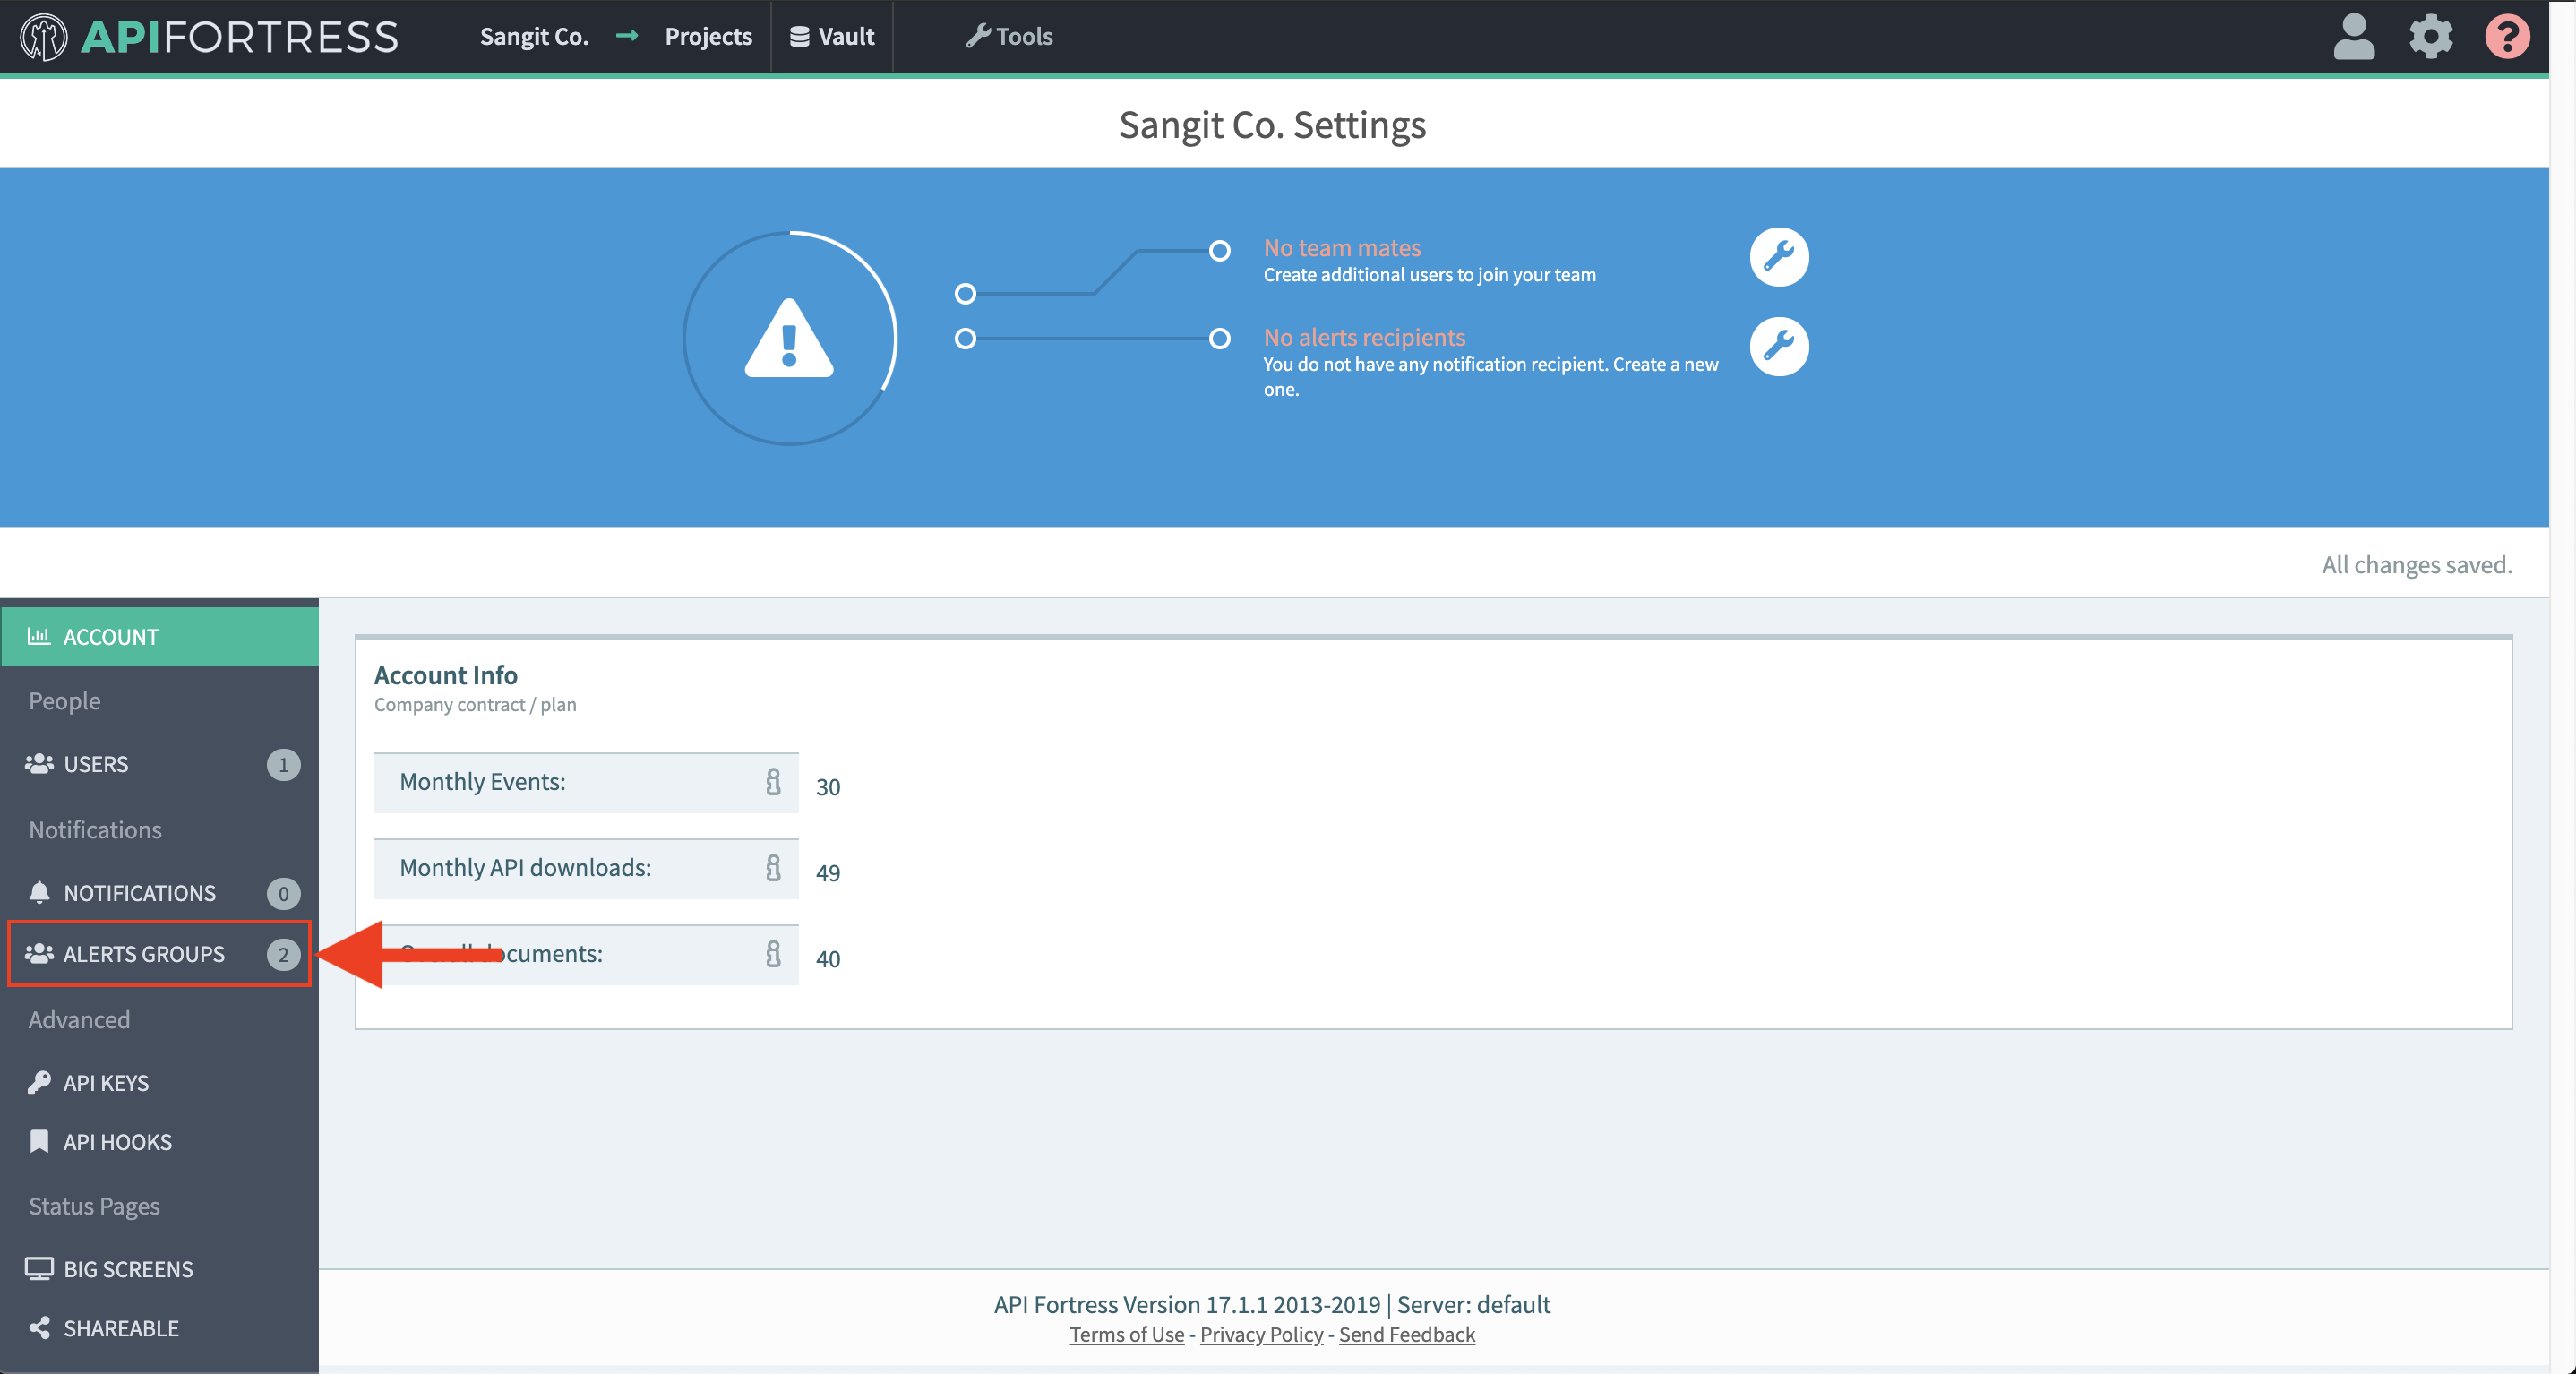 APIFORTRESS
Sangit Co. → Projects Vault Tools ?
Sangit Co. Settings
No team mates
Create additional users to join your team
No alerts recipients
You do not have any notification recipient. Create a new
one.
All changes saved.
ACCOUNT
People
USERS 1
Notifications
NOTIFICATIONS 0
ALERTS GROUPS 2
Advanced
API KEYS
API HOOKS
Status Pages
BIG SCREENS
SHAREABLE
Account Info
Company contract / plan
Monthly Events: 30
Monthly API downloads: 49
Overall documents: 40
API Fortress Version 17.1.1 2013-2019 | Server: default
Terms of Use - Privacy Policy - Send Feedback